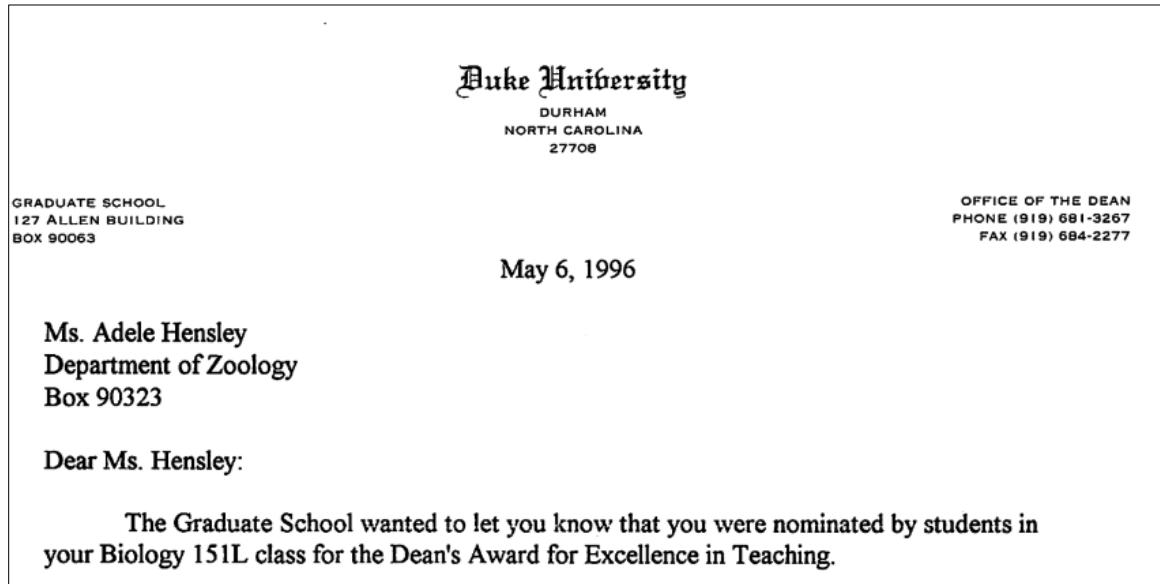 Duke University
DURHAM
NORTH CAROLINA
27708
GRADUATE SCHOOL
127 ALLEN BUILDING
BOX 90063
OFFICE OF THE DEAN
PHONE (919) 681-3267
FAX (919) 684-2277
May 6, 1996
Ms. Adele Hensley
Department of Zoology
Box 90323
Dear Ms. Hensley:
The Graduate School wanted to let you know that you were nominated by students in
your Biology 151L class for the Dean's Award for Excellence in Teaching.